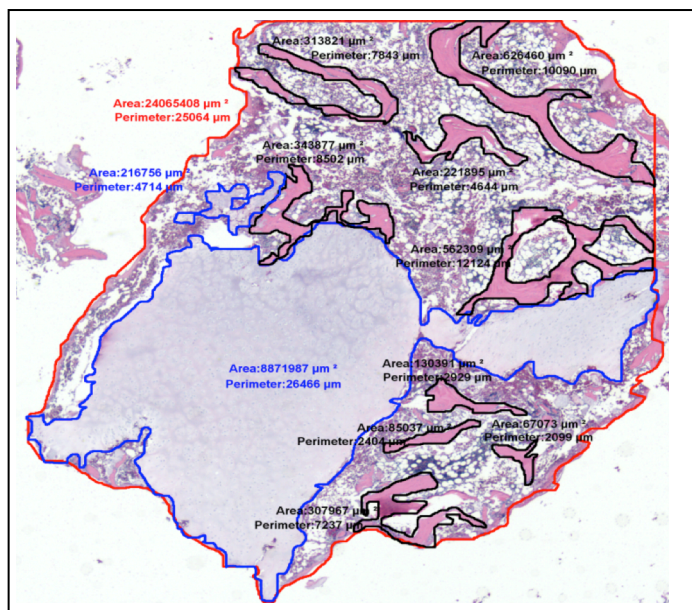 Area:313821 µm ²
Perimeter:7843 µm
Area:626460 µm ²
Perimeter:10090 µm
Area:24065408 µm ²
Perimeter:25064 µm
Area:343877 µm ²
Perimeter:8502 µm
Area:216756 µm ²
Perimeter:4714 µm
Area:221895 µm ²
Perimeter:4644 µm
Area:562309 µm ²
Perimeter:12124 µm
Area:8871987 µm ²
Perimeter:26466 µm
Area:130391 µm ²
Perimeter:2929 µm
Area:85037 µm ²
Perimeter:2404 µm
Area:67073 µm ²
Perimeter:2099 µm
Area:307967 µm ²
Perimeter:7237 µm